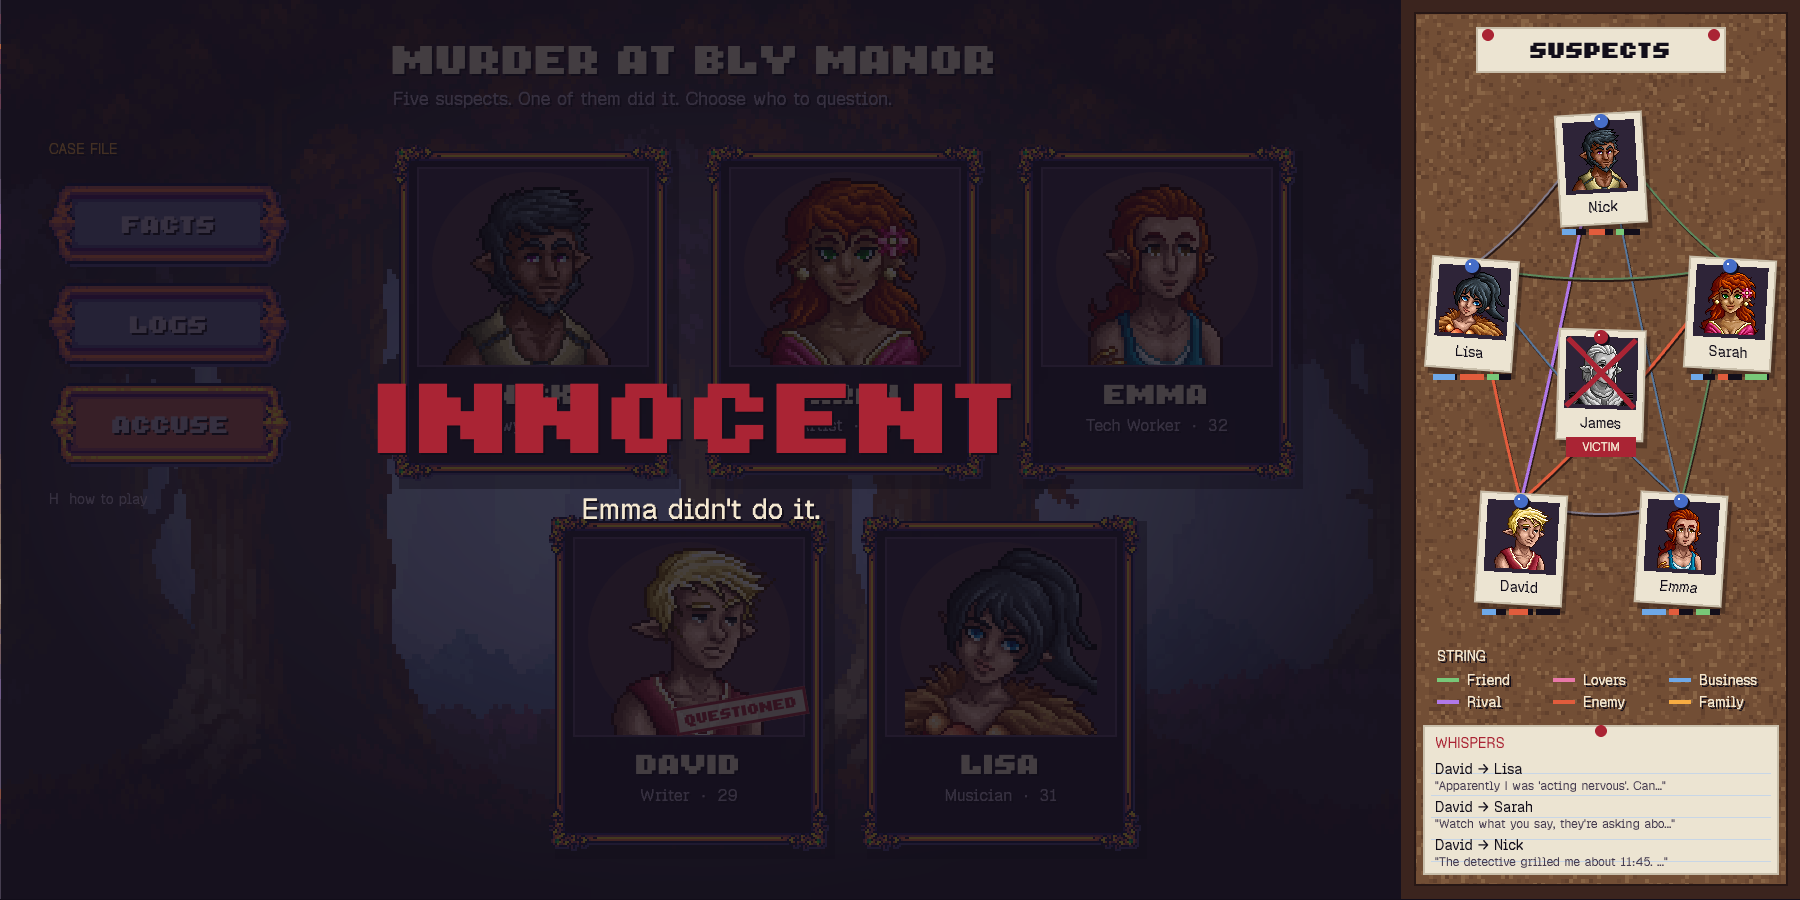 MURDER AT BLY MANOR
Five suspects. One of them did it. Choose who to question.
CASE FILE
FACTS
LOGS
ACCUSE
H how to play
INNOCENT
Emma didn't do it.
EMMA
Tech Worker · 32
QUESTIONED
DAVID
Writer · 29
LISA
Musician · 31
SUSPECTS
Nick
Lisa
Sarah
James
VICTIM
David
Emma
STRING
Friend
Lovers
Business
Rival
Enemy
Family
WHISPERS
David → Lisa
"Apparently I was 'acting nervous'. Can..."
David → Sarah
"Watch what you say, they're asking abo..."
David → Nick
"The detective grilled me about 11:45. ..."